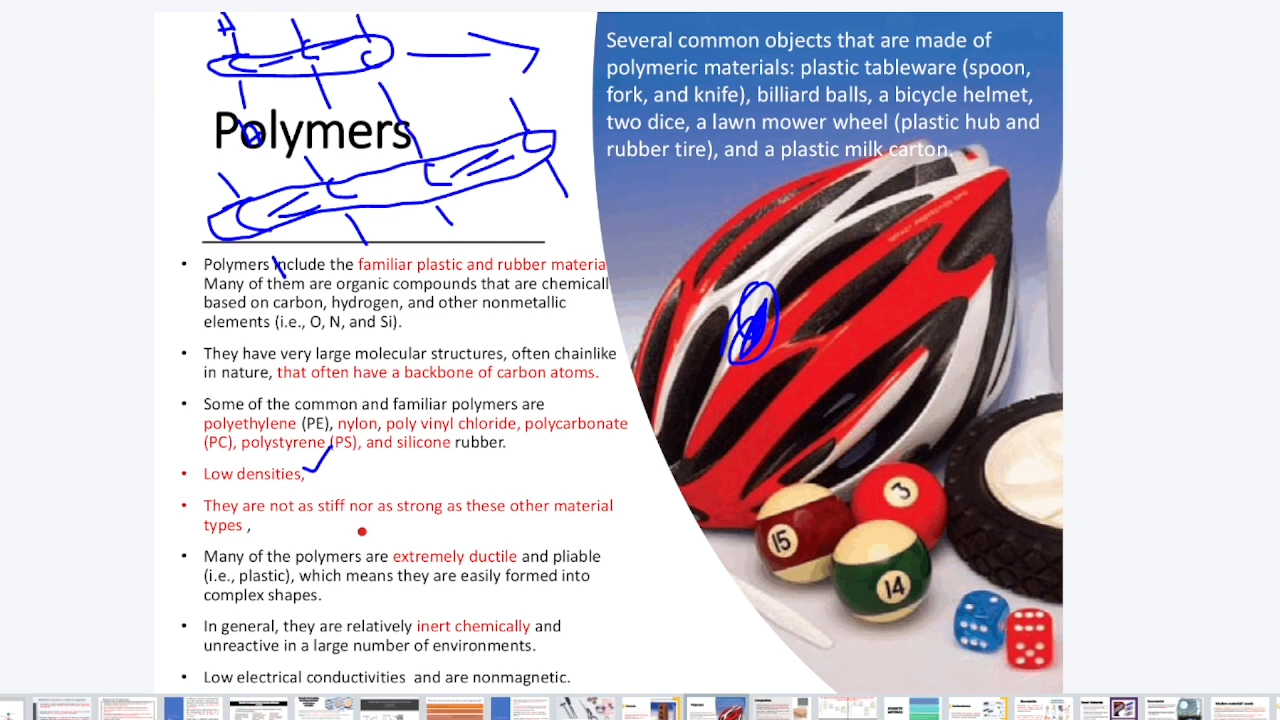 Several common objects that are made of
polymeric materials: plastic tableware (spoon,
fork, and knife), billiard balls, a bicycle helmet,
two dice, a lawn mower wheel (plastic hub and
rubber tire), and a plastic milk carton.
H
Polymers
• Polymers include the familiar plastic and rubber materia
Many of them are organic compounds that are chemicall
based on carbon, hydrogen, and other nonmetallic
elements (i.e., O, N, and Si).
• They have very large molecular structures, often chainlike
in nature, that often have a backbone of carbon atoms.
• Some of the common and familiar polymers are
polyethylene (PE), nylon, poly vinyl chloride, polycarbonate
(PC), polystyrene (PS), and silicone rubber.
• Low densities,
• They are not as stiff nor as strong as these other material
types ,
• Many of the polymers are extremely ductile and pliable
(i.e., plastic), which means they are easily formed into
complex shapes.
• In general, they are relatively inert chemically and
unreactive in a large number of environments.
• Low electrical conductivities and are nonmagnetic.
3
15
14